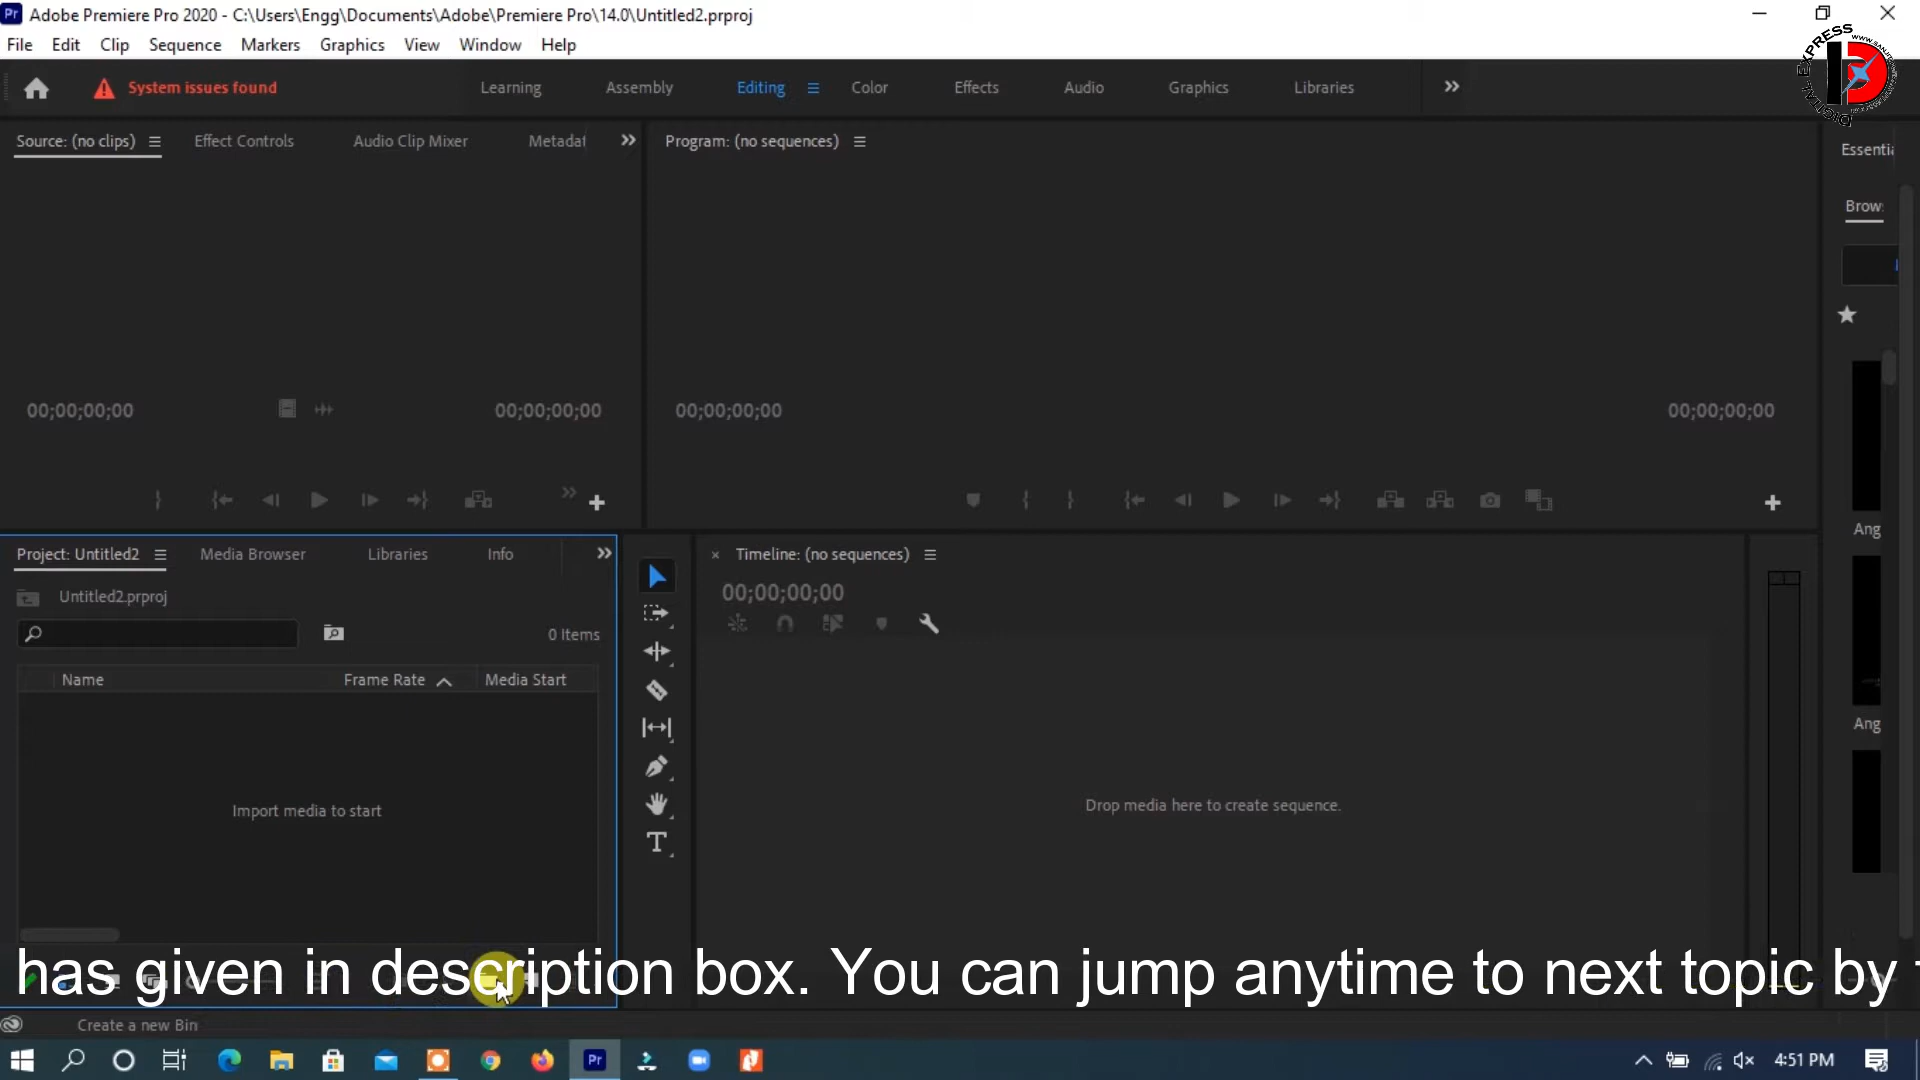 Pr Adobe Premiere Pro 2020 - C:\Users\Engg\Documents\Adobe\Premiere Pro\14.0\Untitled2.prproj
File Edit Clip Sequence Markers Graphics View Window Help
EXPRESS
DIGITAL
System issues found Learning Assembly Editing Color Effects Audio Graphics Libraries
Source: (no clips) Effect Controls Audio Clip Mixer Metadat Program: (no sequences) Essentia
Brow
00;00;00;00 00;00;00;00 00;00;00;00 00;00;00;00
Ang
Project: Untitled2 Media Browser Libraries Info Timeline: (no sequences)
Untitled2.prproj 00;00;00;00
0 Items
Name Frame Rate Media Start
Ang
Import media to start Drop media here to create sequence.
has given in description box. You can jump anytime to next topic by
Create a new Bin
Pr 4:51 PM